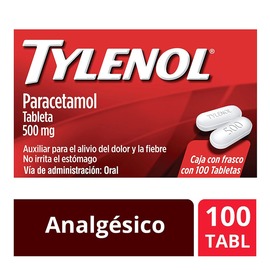 TYLENOL®
Paracetamol
Tableta
500 mg
500
Auxiliar para el alivio del dolor y la fiebre
No irrita el estómago
Vía de administración: Oral
Caja con frasco
con 100 Tabletas
Analgésico
100
TABL